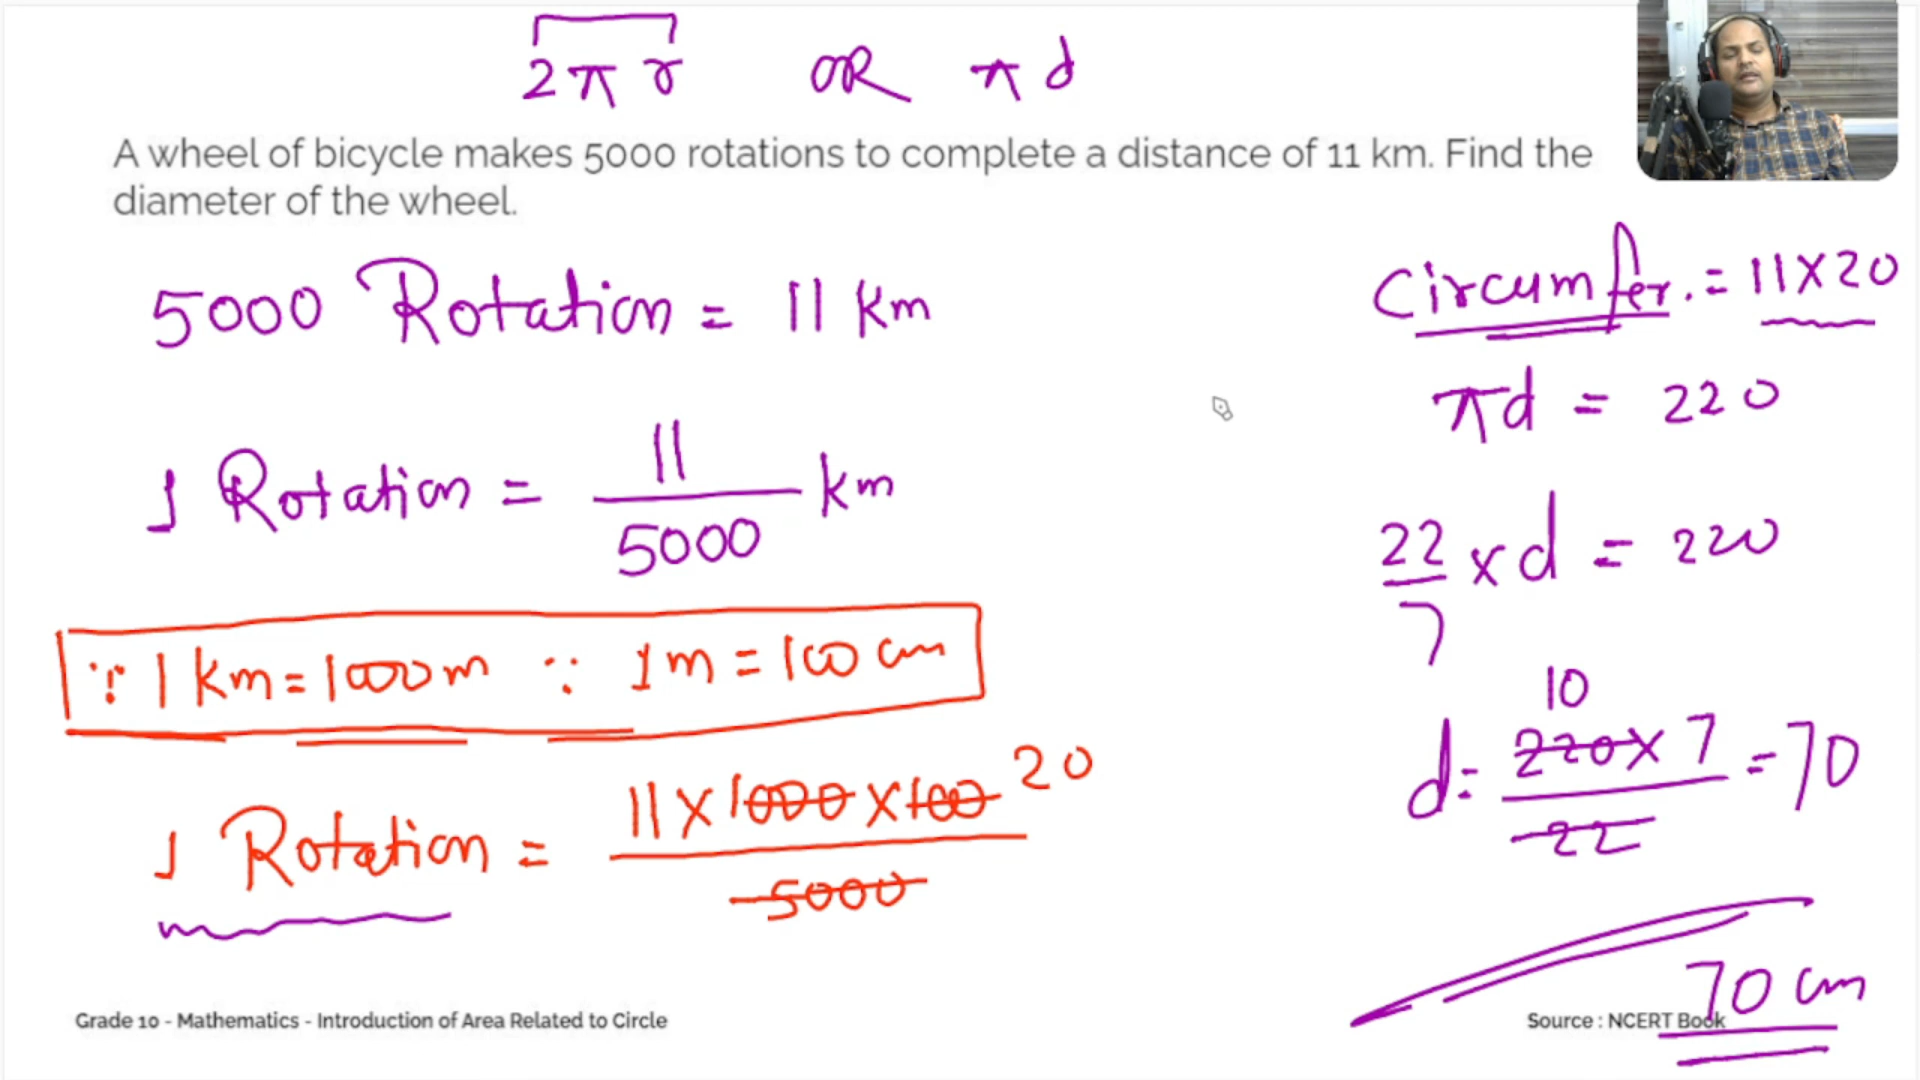 2πr OR πd
A wheel of bicycle makes 5000 rotations to complete a distance of 11 km. Find the
diameter of the wheel.
5000 Rotation = 11 km
1 Rotation = 11/5000 km
∵ 1 km = 1000 m ∵ 1 m = 100 cm
1 Rotation = 11 X 1000 X 100 / 5000 20
Circumfer. = 11 X 20
πd = 220
22/7 x d = 220
10
d = 220 x 7 / 22 = 70
70 cm
Grade 10 - Mathematics - Introduction of Area Related to Circle
Source : NCERT Book